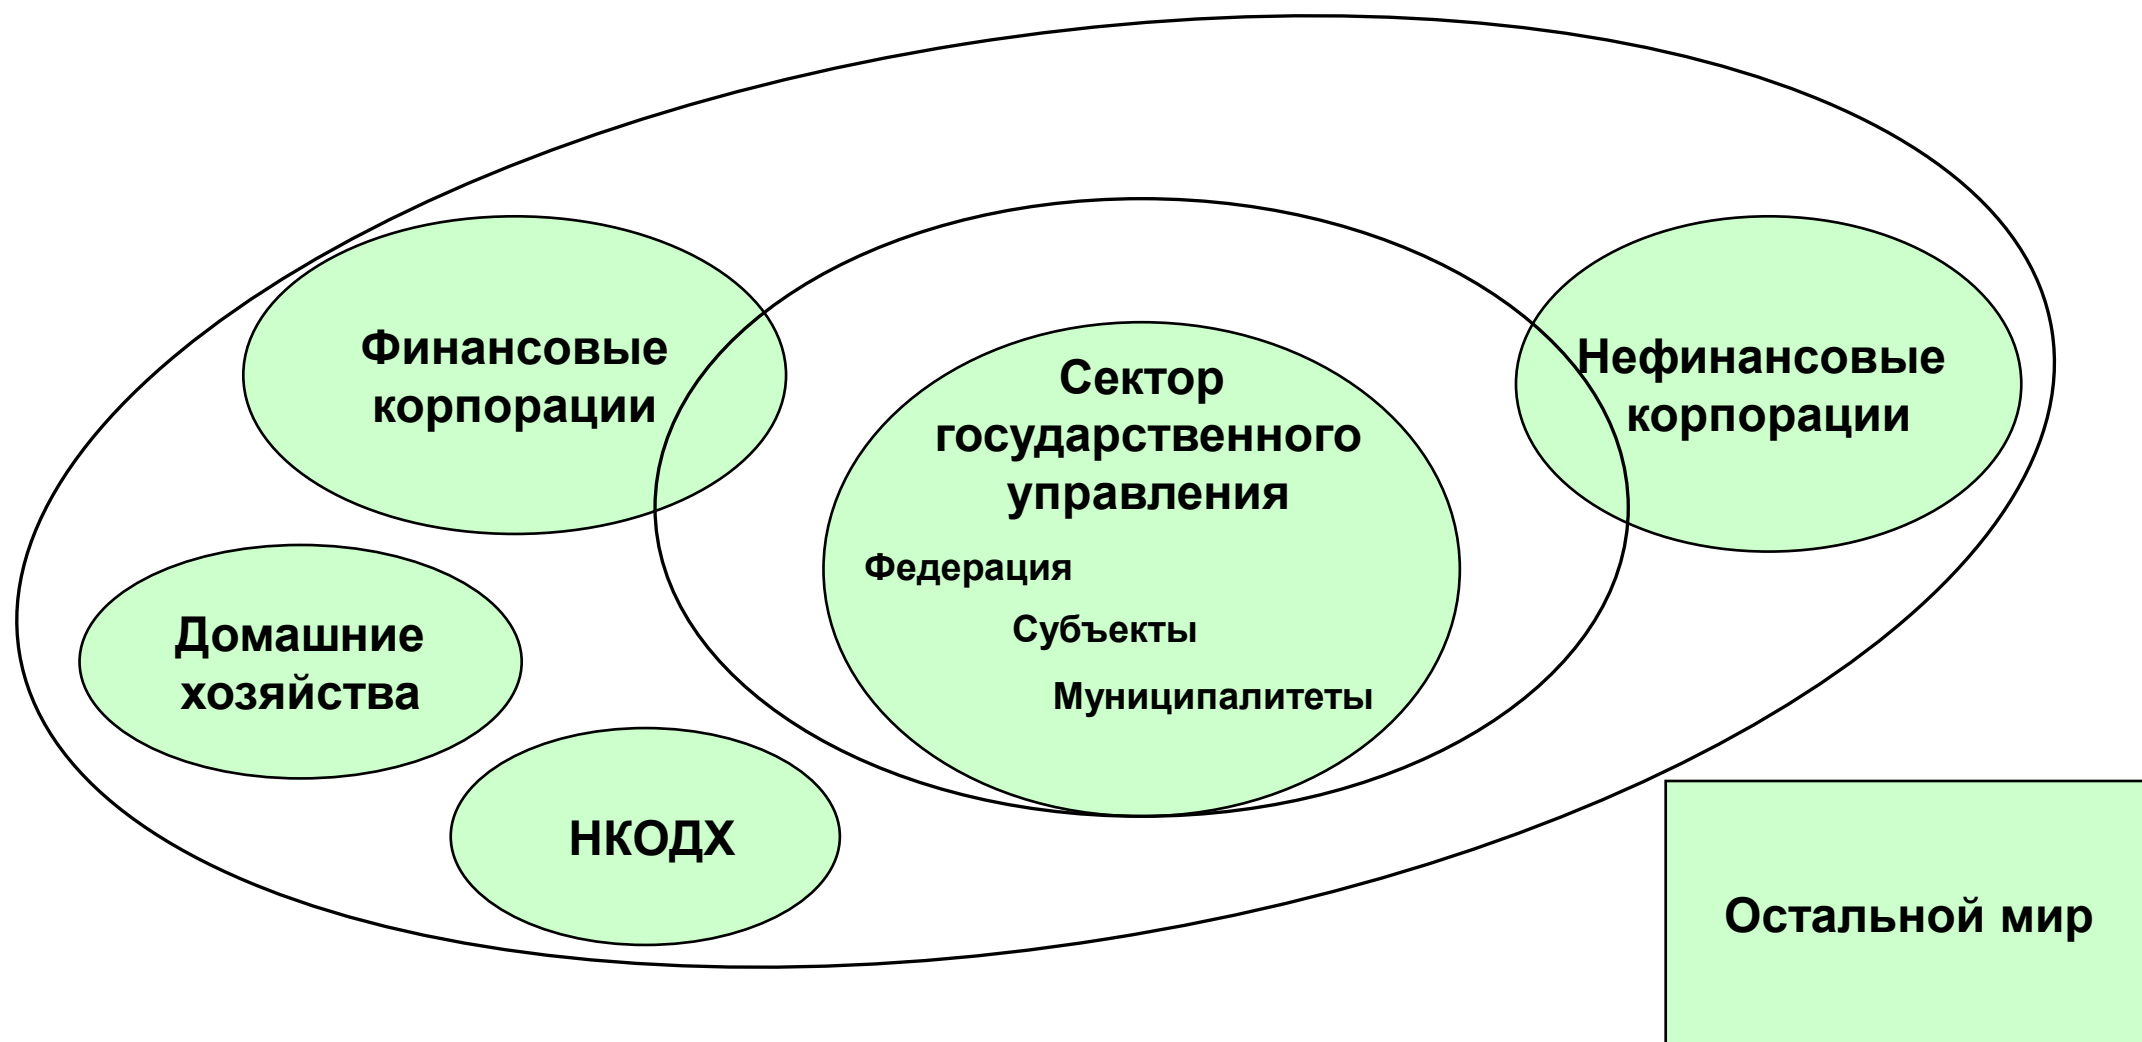 Финансовые
корпорации
Сектор
государственного
управления
Федерация
Субъекты
Муниципалитеты
Нефинансовые
корпорации
Домашние
хозяйства
НКОДХ
Остальной мир